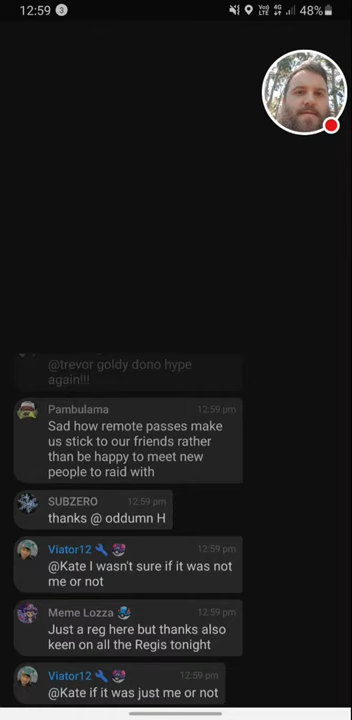 12:59 3 Vo)) LTE 4G 48%
@trevor goldy dono hype
again!!!
Pambulama 12:59 pm
Sad how remote passes make
us stick to our friends rather
than be happy to meet new
people to raid with
SUBZERO 12:59 pm
thanks @ oddumn H
Viator12 12:59 pm
@Kate I wasn't sure if it was not
me or not
Meme Lozza 12:59 pm
Just a reg here but thanks also
keen on all the Regis tonight
Viator12 12:59 pm
@Kate if it was just me or not